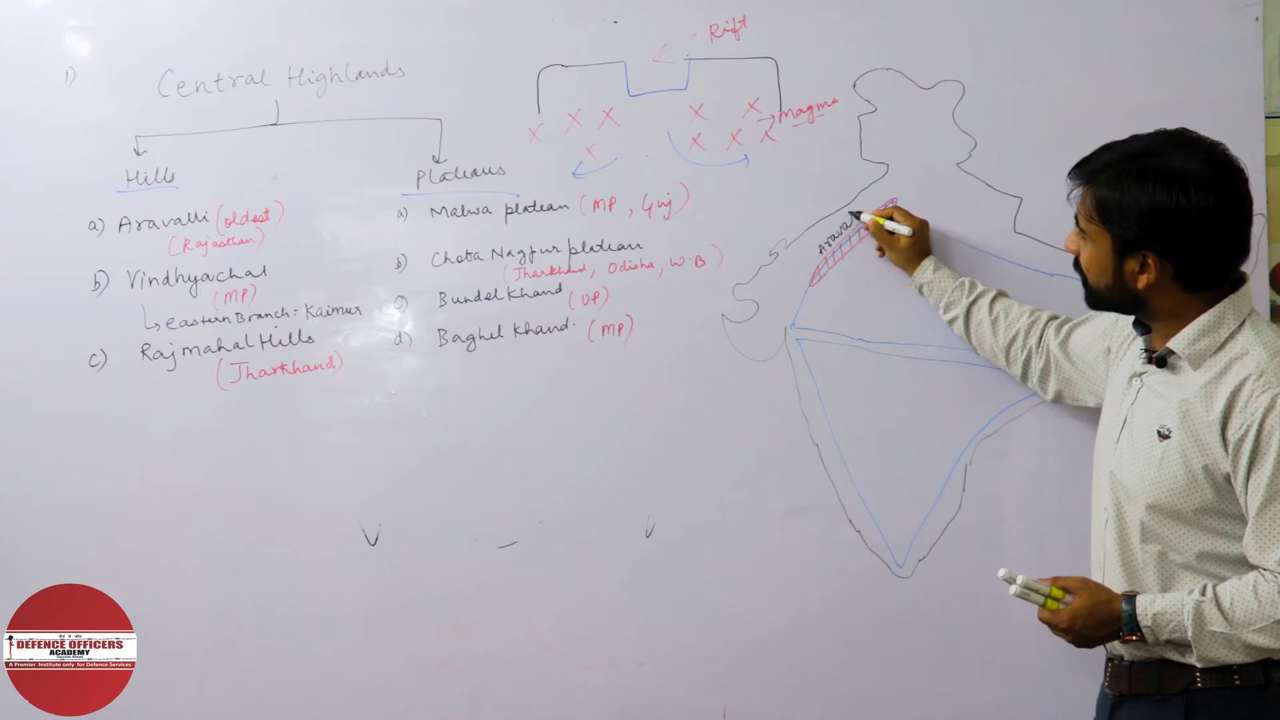 1)
Central Highlands
Hills
a) Aravalli (oldest)
(Rajasthan)
b) Vindhyachal
(MP)
↳ eastern Branch = Kaimur
c) Rajmahal Hills
(Jharkhand)
Plateaus
a) Malwa plateau (MP, Guj)
b) Chota Nagpur plateau
(Jharkhand, Odisha, W.B)
c) Bundelkhand (UP)
d) Baghel Khand. (MP)
Rift
X X X X X
X X X X
→ Magma
Arava
DEFENCE OFFICERS
ACADEMY
A Premier Institute only for Defence Services